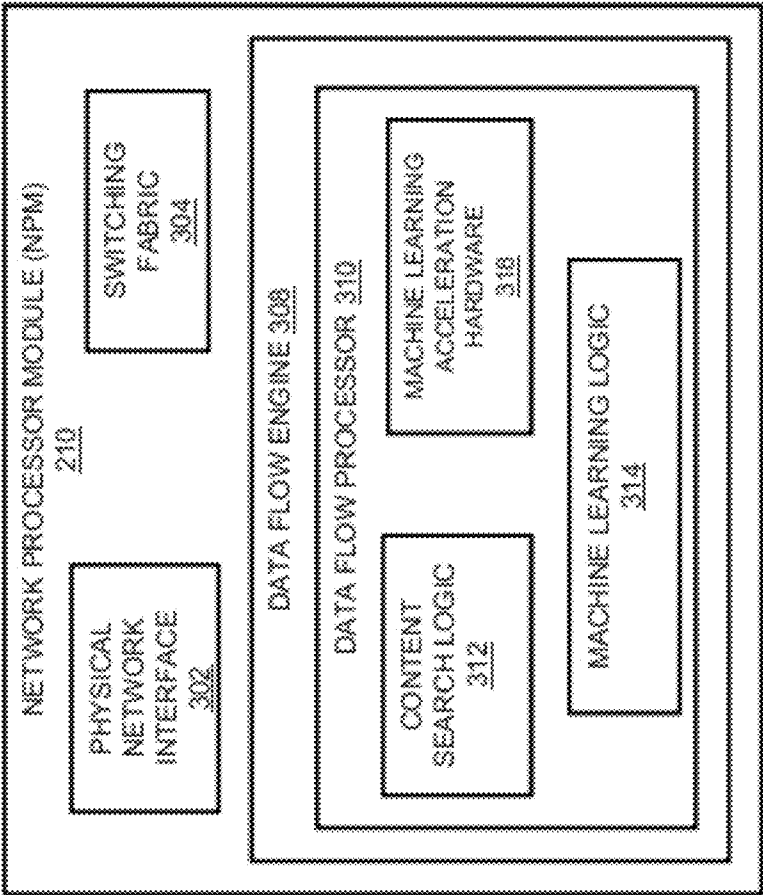 NETWORK PROCESSOR MODULE (NPM)
210
PHYSICAL
NETWORK
INTERFACE
302
SWITCHING
FABRIC
304
DATA FLOW ENGINE 308
DATA FLOW PROCESSOR 310
CONTENT
SEARCH LOGIC
312
MACHINE LEARNING
ACCELERATION
HARDWARE
316
MACHINE LEARNING LOGIC
314